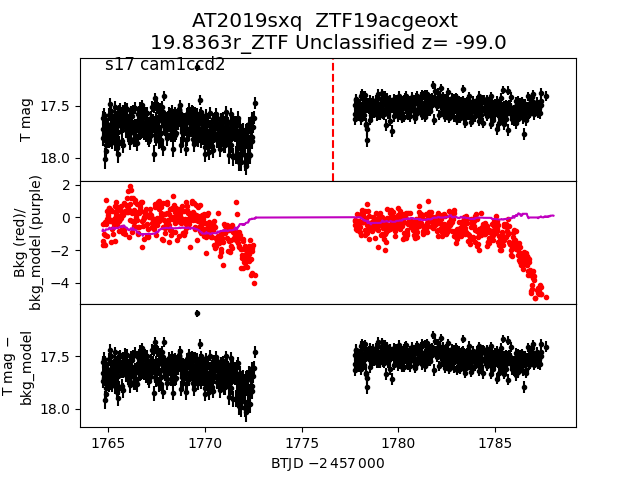 AT2019sxq  ZTF19acgeoxt
19.8363r_ZTF Unclassified z= -99.0
s17 cam1ccd2
T mag
17.5
18.0
Bkg (red)/
bkg_model (purple)
2
0
−2
−4
T mag −
bkg_model
17.5
18.0
1765 1770 1775 1780 1785
BTJD −2 457 000